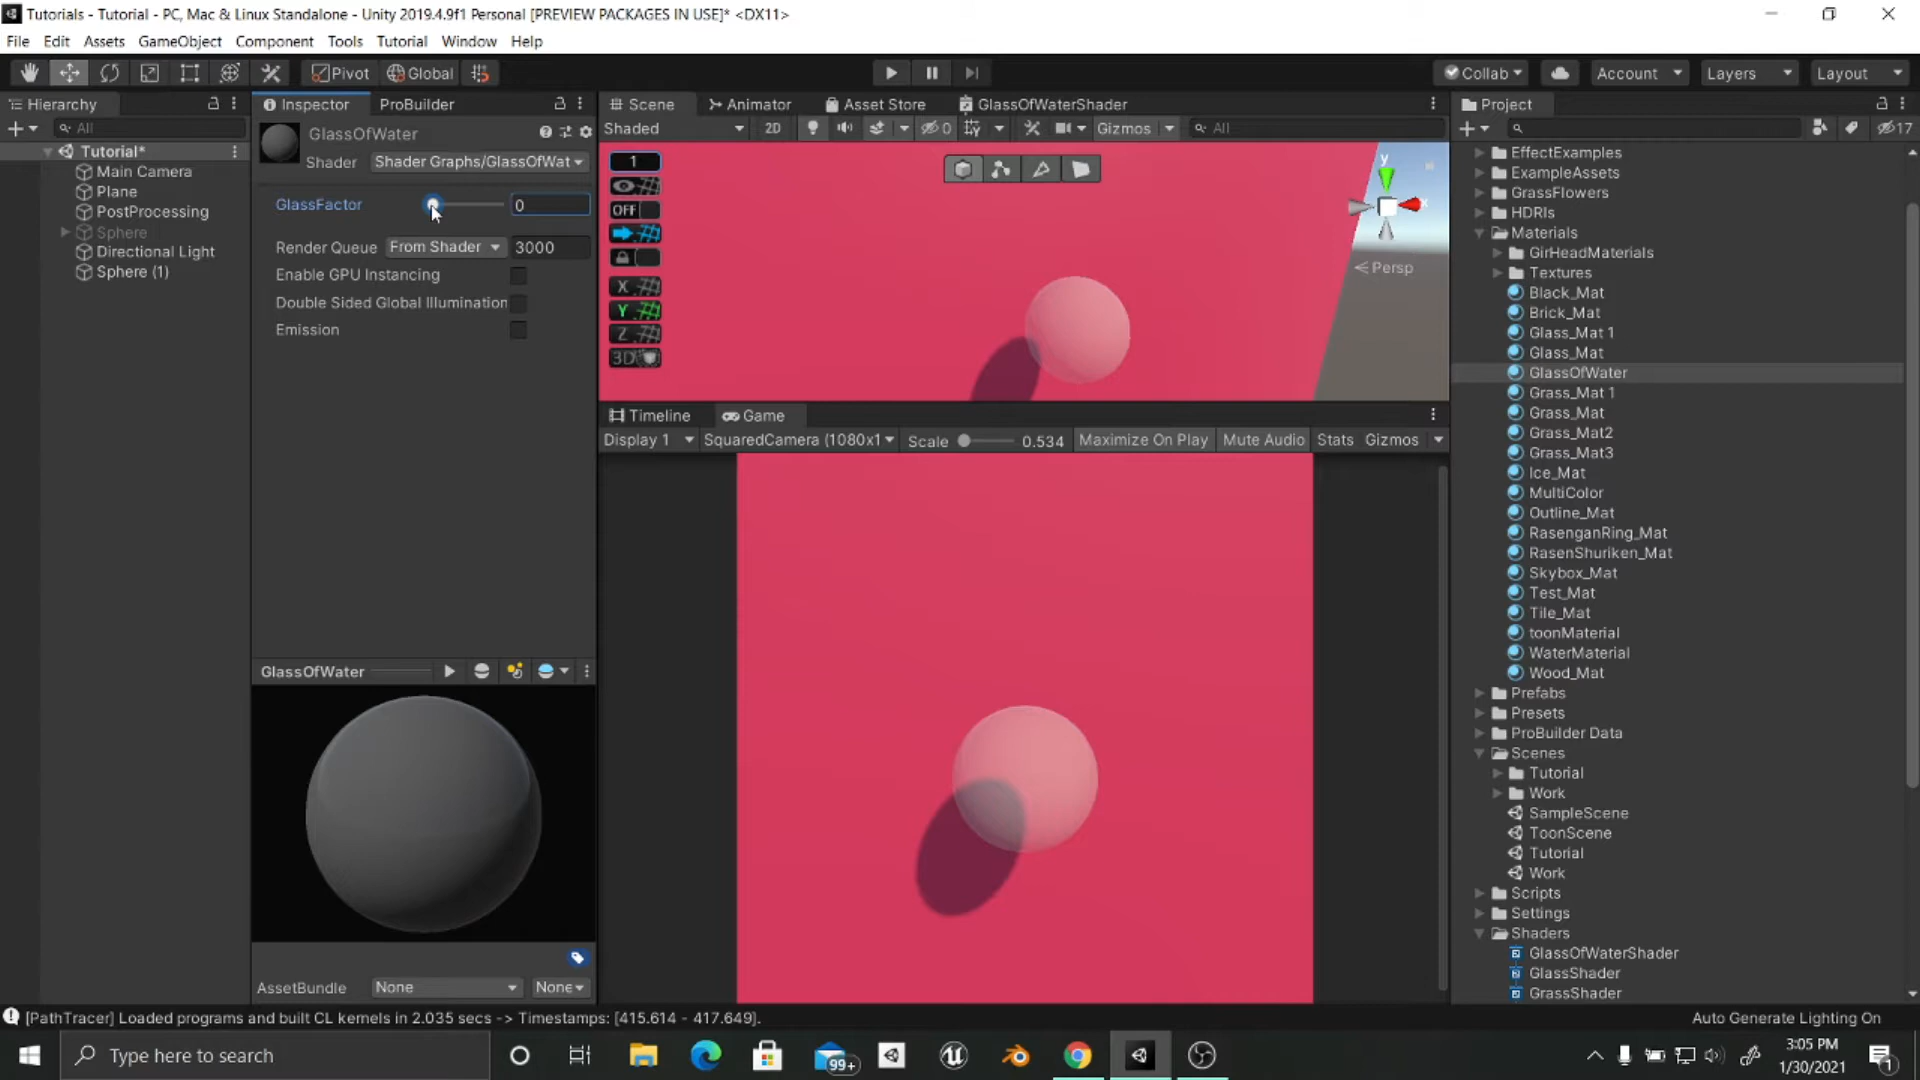 Tutorials - Tutorial - PC, Mac & Linux Standalone - Unity 2019.4.9f1 Personal [PREVIEW PACKAGES IN USE]* <DX11>
File Edit Assets GameObject Component Tools Tutorial Window Help
Pivot Global Collab Account Layers Layout
Hierarchy
All
Tutorial*
Main Camera
Plane
PostProcessing
Sphere
Directional Light
Sphere (1)
Inspector ProBuilder
GlassOfWater
Shader Shader Graphs/GlassOfWat
GlassFactor 0
Render Queue From Shader 3000
Enable GPU Instancing
Double Sided Global Illumination
Emission
GlassOfWater
AssetBundle None None
Scene Animator Asset Store GlassOfWaterShader
Shaded 2D 0 Gizmos All
1
OFF
X
Y
Z
3D
y
Persp
Timeline Game
Display 1 SquaredCamera (1080x1 Scale 0.534 Maximize On Play Mute Audio Stats Gizmos
Project
17
EffectExamples
ExampleAssets
GrassFlowers
HDRIs
Materials
GirHeadMaterials
Textures
Black_Mat
Brick_Mat
Glass_Mat 1
Glass_Mat
GlassOfWater
Grass_Mat 1
Grass_Mat
Grass_Mat2
Grass_Mat3
Ice_Mat
MultiColor
Outline_Mat
RasenganRing_Mat
RasenShuriken_Mat
Skybox_Mat
Test_Mat
Tile_Mat
toonMaterial
WaterMaterial
Wood_Mat
Prefabs
Presets
ProBuilder Data
Scenes
Tutorial
Work
SampleScene
ToonScene
Tutorial
Work
Scripts
Settings
Shaders
GlassOfWaterShader
GlassShader
GrassShader
[PathTracer] Loaded programs and built CL kernels in 2.035 secs -> Timestamps: [415.614 - 417.649].
Auto Generate Lighting On
Type here to search
99+
3:05 PM
1/30/2021
1